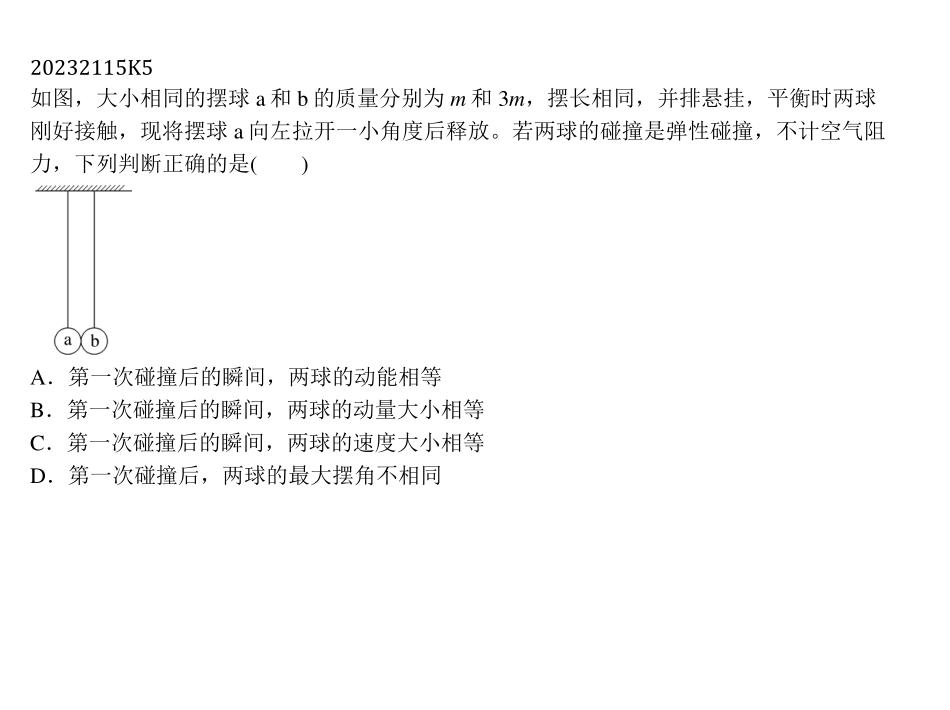 20232115K5
如图，大小相同的摆球 a 和 b 的质量分别为 m 和 3m，摆长相同，并排悬挂，平衡时两球
刚好接触，现将摆球 a 向左拉开一小角度后释放。若两球的碰撞是弹性碰撞，不计空气阻
力，下列判断正确的是(　　)
a b
A．第一次碰撞后的瞬间，两球的动能相等
B．第一次碰撞后的瞬间，两球的动量大小相等
C．第一次碰撞后的瞬间，两球的速度大小相等
D．第一次碰撞后，两球的最大摆角不相同